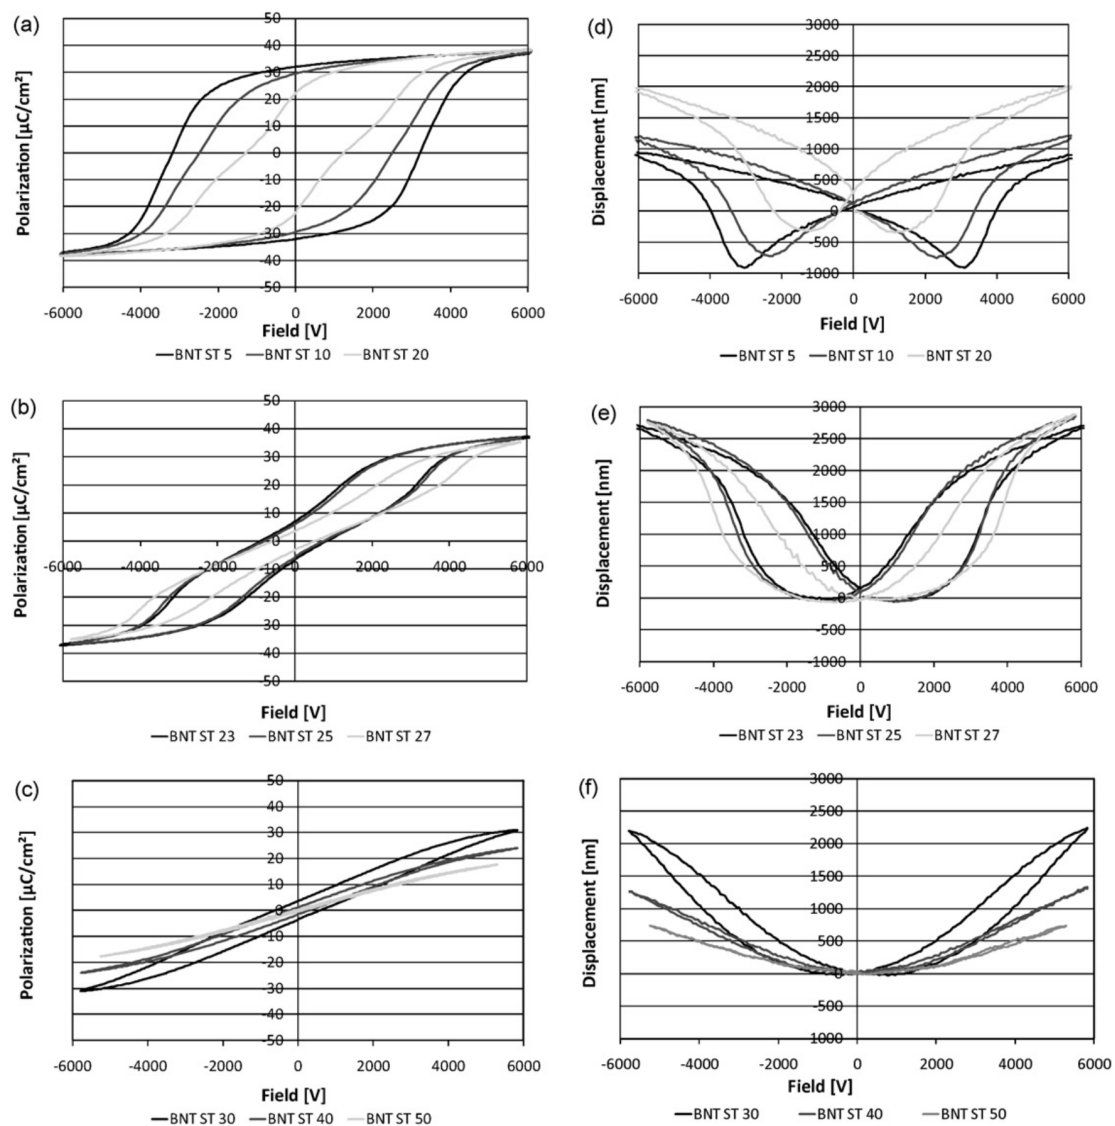 (a)
50
40
30
20
10
0
-10
-20
-30
-40
50
Polarization [µC/cm²]
-6000 -4000 -2000 0 2000 4000 6000
Field [V]
BNT ST 5 BNT ST 10 BNT ST 20
(d)
3000
2500
2000
1500
1000
500
0
-500
-1000
Displacement [nm]
-6000 -4000 -2000 0 2000 4000 6000
Field [V]
BNT ST 5 BNT ST 10 BNT ST 20
(b)
50
40
30
20
10
0
-10
-20
-30
-40
-50
Polarization [µC/cm²]
-6000 -4000 -2000 0 2000 4000 6000
Field [V]
BNT ST 23 BNT ST 25 BNT ST 27
(e)
3000
2500
2000
1500
1000
500
0
-500
-1000
Displacement [nm]
-6000 -4000 -2000 0 2000 4000 6000
Field [V]
BNT ST 23 BNT ST 25 BNT ST 27
(c)
50
40
30
20
10
0
-10
-20
-30
-40
-50
Polarization [µC/cm²]
-6000 -4000 -2000 0 2000 4000 6000
Field [V]
BNT ST 30 BNT ST 40 BNT ST 50
(f)
3000
2500
2000
1500
1000
500
0
-500
1000
Displacement [nm]
-6000 -4000 -2000 0 2000 4000 6000
Field [V]
BNT ST 30 BNT ST 40 BNT ST 50